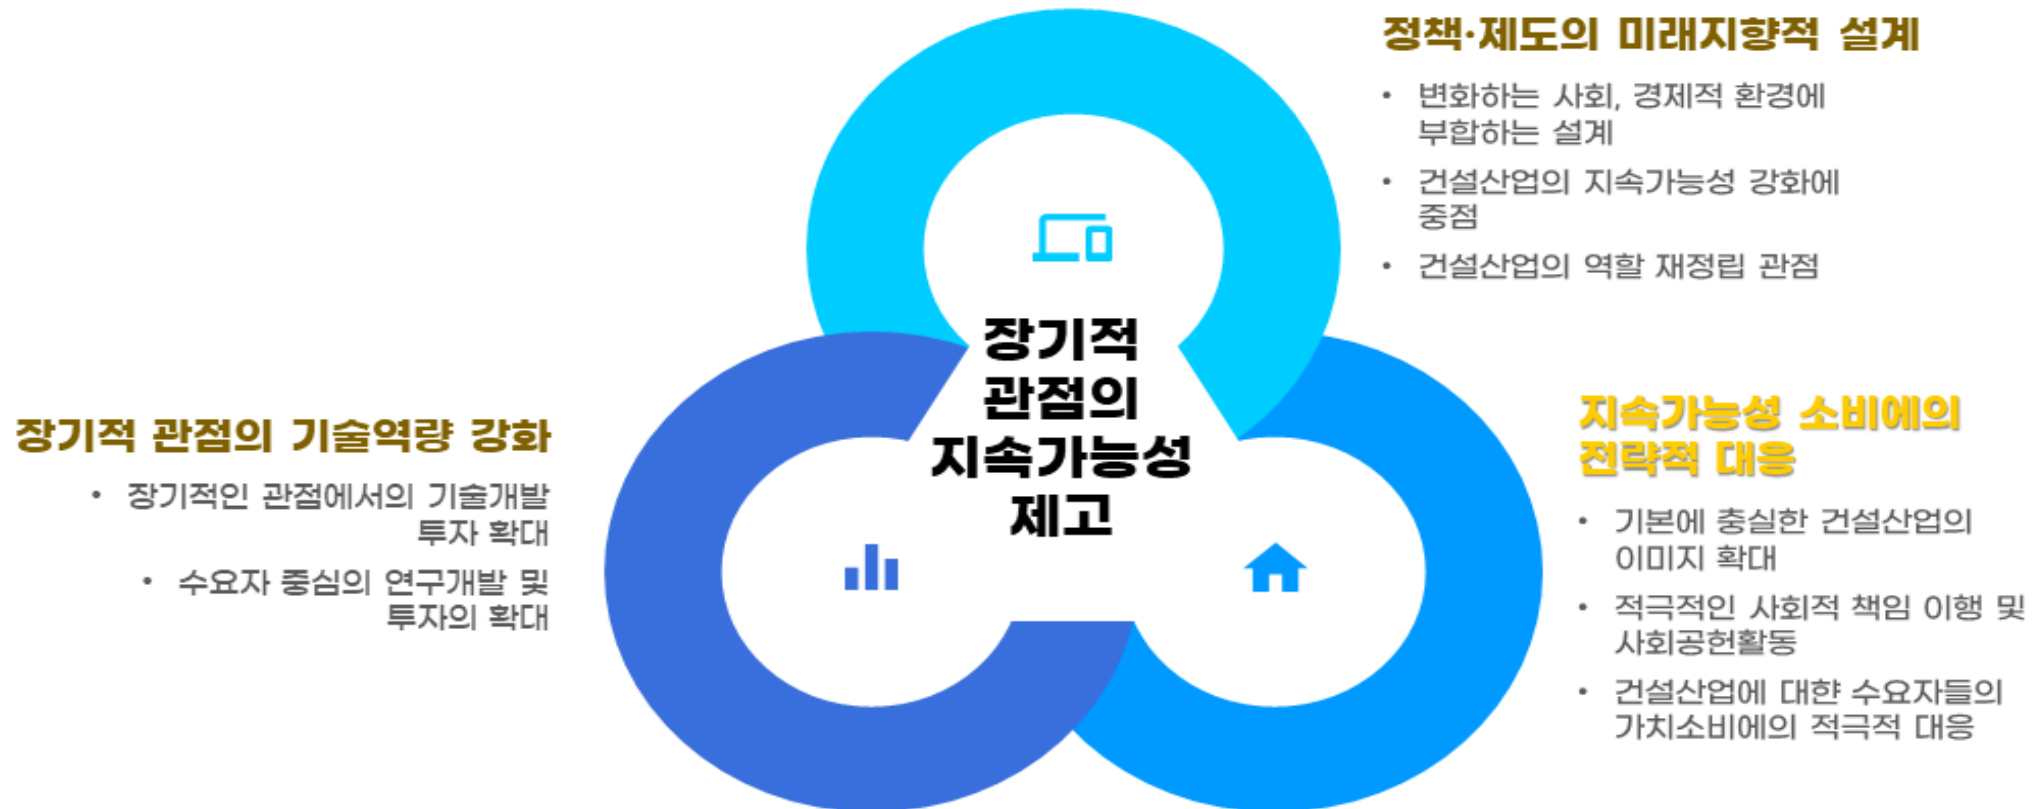 정책·제도의 미래지향적 설계
• 변화하는 사회, 경제적 환경에
부합하는 설계
• 건설산업의 지속가능성 강화에
중점
• 건설산업의 역할 재정립 관점
장기적
관점의
지속가능성
제고
장기적 관점의 기술역량 강화
• 장기적인 관점에서의 기술개발
투자 확대
• 수요자 중심의 연구개발 및
투자의 확대
지속가능성 소비에의
전략적 대응
• 기본에 충실한 건설산업의
이미지 확대
• 적극적인 사회적 책임 이행 및
사회공헌활동
• 건설산업에 대햔 수요자들의
가치소비에의 적극적 대응